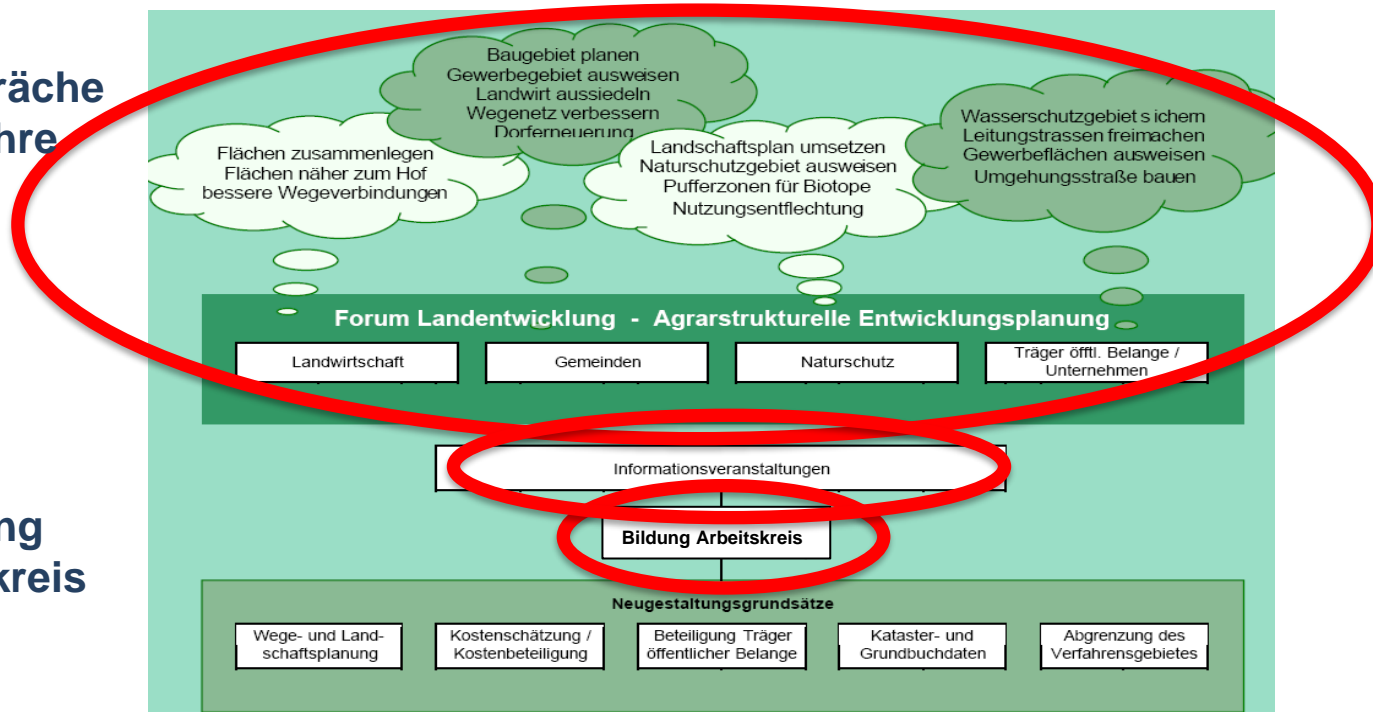 räche
hre
ng
kreis
Baugebiet planen
Gewerbegebiet ausweisen
Landwirt aussiedeln
Wegenetz verbessern
Dorferneuerung
Flächen zusammenlegen
Flächen näher zum Hof
bessere Wegeverbindungen
Landschaftsplan umsetzen
Naturschutzgebiet ausweisen
Pufferzonen für Biotope
Nutzungsentflechtung
Wasserschutzgebiet sichern
Leitungstrassen freimachen
Gewerbeflächen ausweisen
Umgehungsstraße bauen
Forum Landentwicklung - Agrarstrukturelle Entwicklungsplanung
Landwirtschaft
Gemeinden
Naturschutz
Träger öfftl. Belange /
Unternehmen
Informationsveranstaltungen
Bildung Arbeitskreis
Neugestaltungsgrundsätze
Wege- und Land-
schaftsplanung
Kostenschätzung /
Kostenbeteiligung
Beteiligung Träger
öffentlicher Belange
Kataster- und
Grundbuchdaten
Abgrenzung des
Verfahrensgebietes